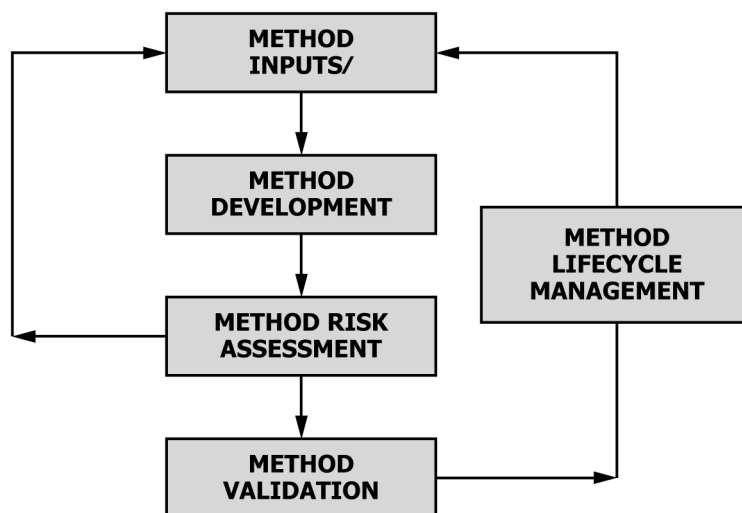 METHOD
INPUTS/
METHOD
DEVELOPMENT
METHOD
LIFECYCLE
MANAGEMENT
METHOD RISK
ASSESSMENT
METHOD
VALIDATION